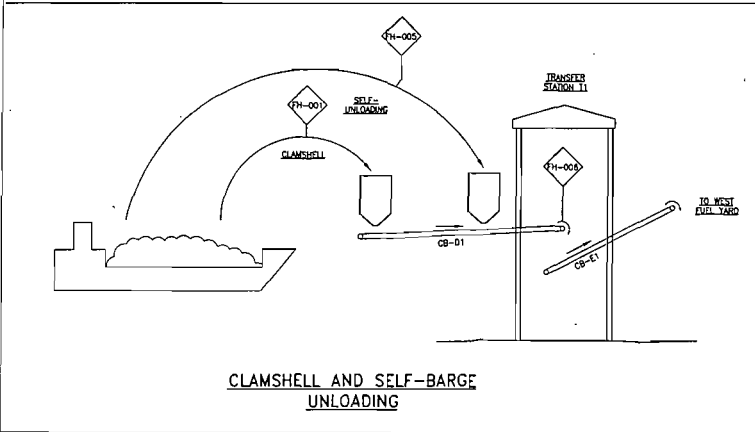 FH-005
TRANSFER
STATION T1
FH-001
SELF-
UNLOADING
CLAMSHELL
FH-006
TO WEST
FUEL YARD
CB-D1
CB-E1
CLAMSHELL AND SELF-BARGE
UNLOADING